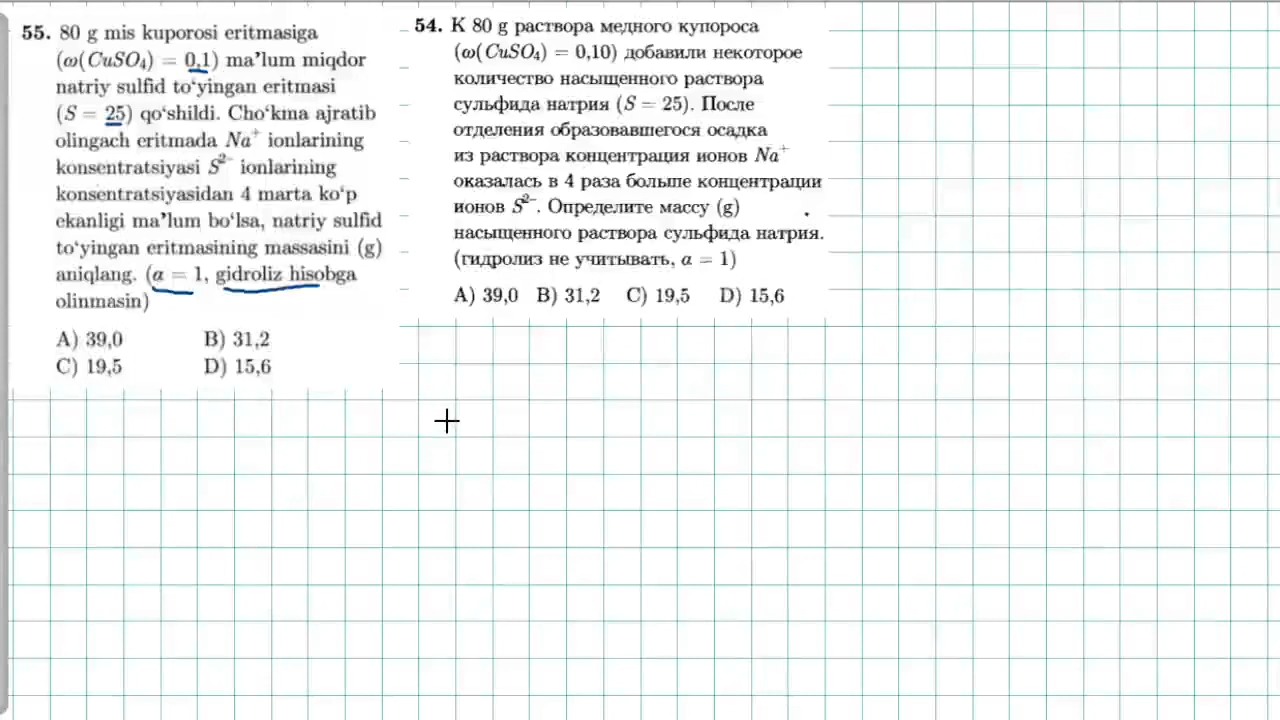 55. 80 g mis kuporosi eritmasiga
(ω(CuSO₄) = 0,1) ma’lum miqdor
natriy sulfid to‘yingan eritmasi
(S = 25) qo‘shildi. Cho‘kma ajratib
olingach eritmada Na⁺ ionlarining
konsentratsiyasi S²⁻ ionlarining
konsentratsiyasidan 4 marta ko‘p
ekanligi ma’lum bo‘lsa, natriy sulfid
to‘yingan eritmasining massasini (g)
aniqlang. (a = 1, gidroliz hisobga
olinmasin)
A) 39,0 B) 31,2
C) 19,5 D) 15,6
54. К 80 g раствора медного купороса
(ω(CuSO₄) = 0,10) добавили некоторое
количество насыщенного раствора
сульфида натрия (S = 25). После
отделения образовавшегося осадка
из раствора концентрация ионов Na⁺
оказалась в 4 раза больше концентрации
ионов S²⁻. Определите массу (g)
насыщенного раствора сульфида натрия.
(гидролиз не учитывать, a = 1)
A) 39,0 B) 31,2 C) 19,5 D) 15,6